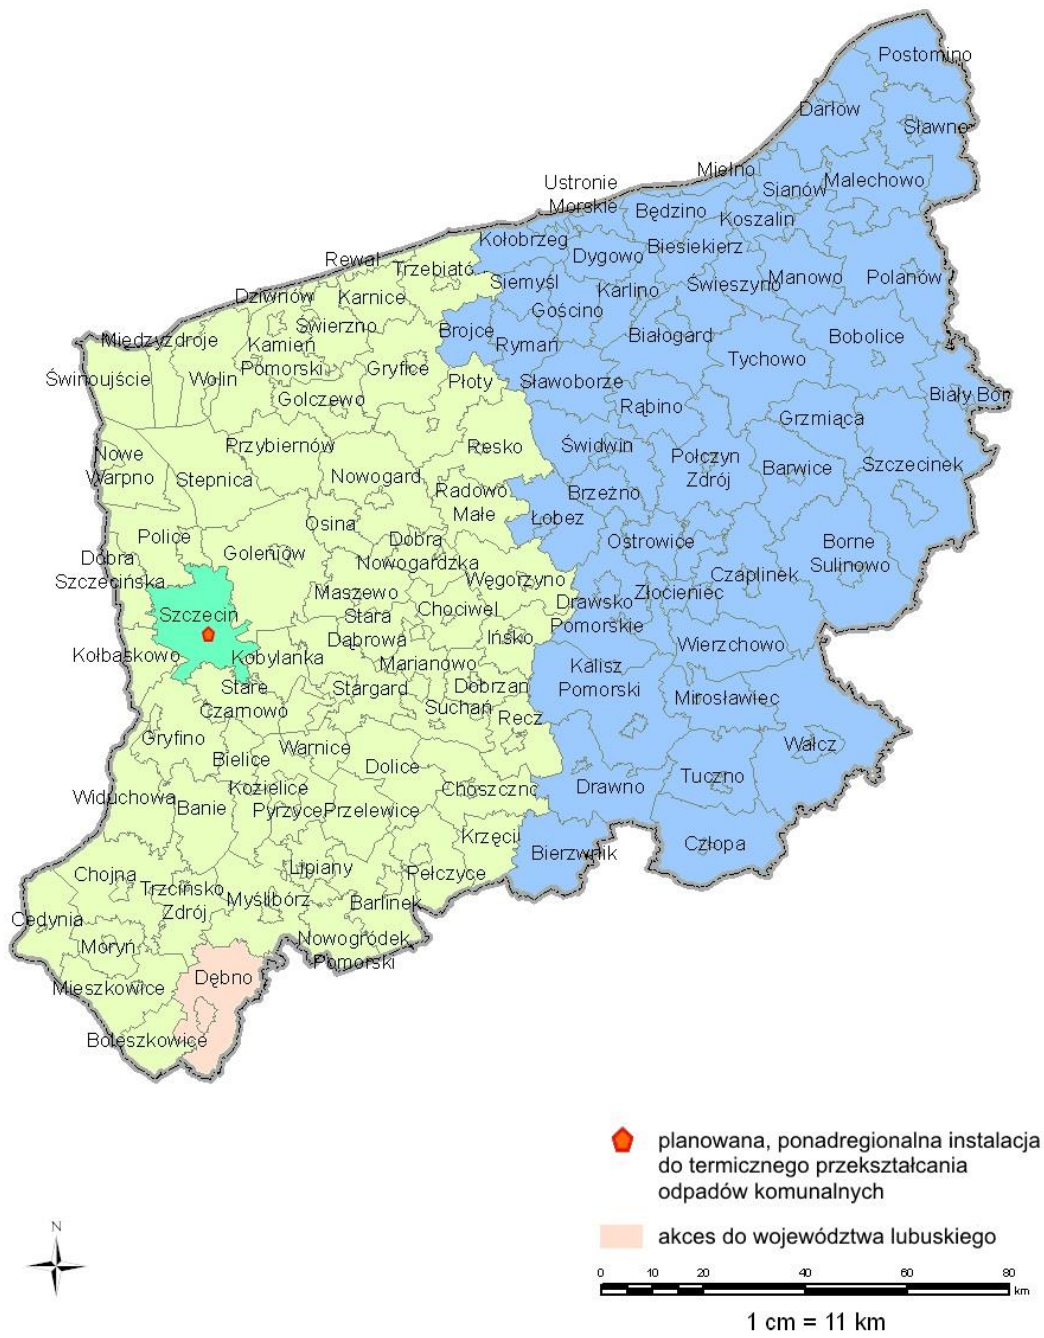 Postomino
Darłow
Sławno
Mielno
Ustronie
Morskie
Sianów
Malechowo
Będzino
Koszalin
Kołobrzeg
Dygowo
Biesiekierz
Rewal
Trzebiató
Siemyśl
Karlino
Świeszyno
Manowo
Polanów
Dziwnów
Karnice
Gościno
Świerzno
Brojce
Rymań
Białogard
Bobolice
Międzyzdroje
Kamień
Pomorski
Gryfice
Tychowo
Świnoujście
Wolin
Płoty
Sławoborze
Golczewo
Rąbino
Biały Bór
Grzmiąca
Przybiernów
Resko
Świdwin
Nowe
Warpno
Stepnica
Nowogard
Połczyn
Zdrój
Barwice
Szczecinek
Radowo
Małe
Brzeżno
Osina
Łobez
Police
Dobra
Nowogardzka
Ostrowice
Borne
Sulinowo
Dobra
Szczecińska
Goleniów
Węgorzyno
Czaplinek
Maszewo
Złocieniec
Szczecin
Stara
Dąbrowa
Chociwel
Drawsko
Pomorskie
Ińsko
Wierzchowo
Kołbaskowo
Kobylanka
Marianowo
Kalisz
Pomorski
Stare
Czarnowo
Stargard
Dobrzan
Suchań
Mirosławiec
Recz
Gryfino
Warnice
Wałcz
Bielice
Dolice
Tuczno
Widuchowa
Banie
Kozielice
Choszczno
Drawno
Pyrzyce
Przelewice
Krzęcin
Bierzwnik
Człopa
Chojna
Lipiany
Pełczyce
Trzcińsko
Zdrój
Myślibórz
Barlinek
Cedynia
Moryń
Nowogródek
Pomorski
Mieszkowice
Dębno
Boleszkowice
planowana, ponadregionalna instalacja
do termicznego przekształcania
odpadów komunalnych
N
akces do województwa lubuskiego
0 10 20 40 60 80
km
1 cm = 11 km